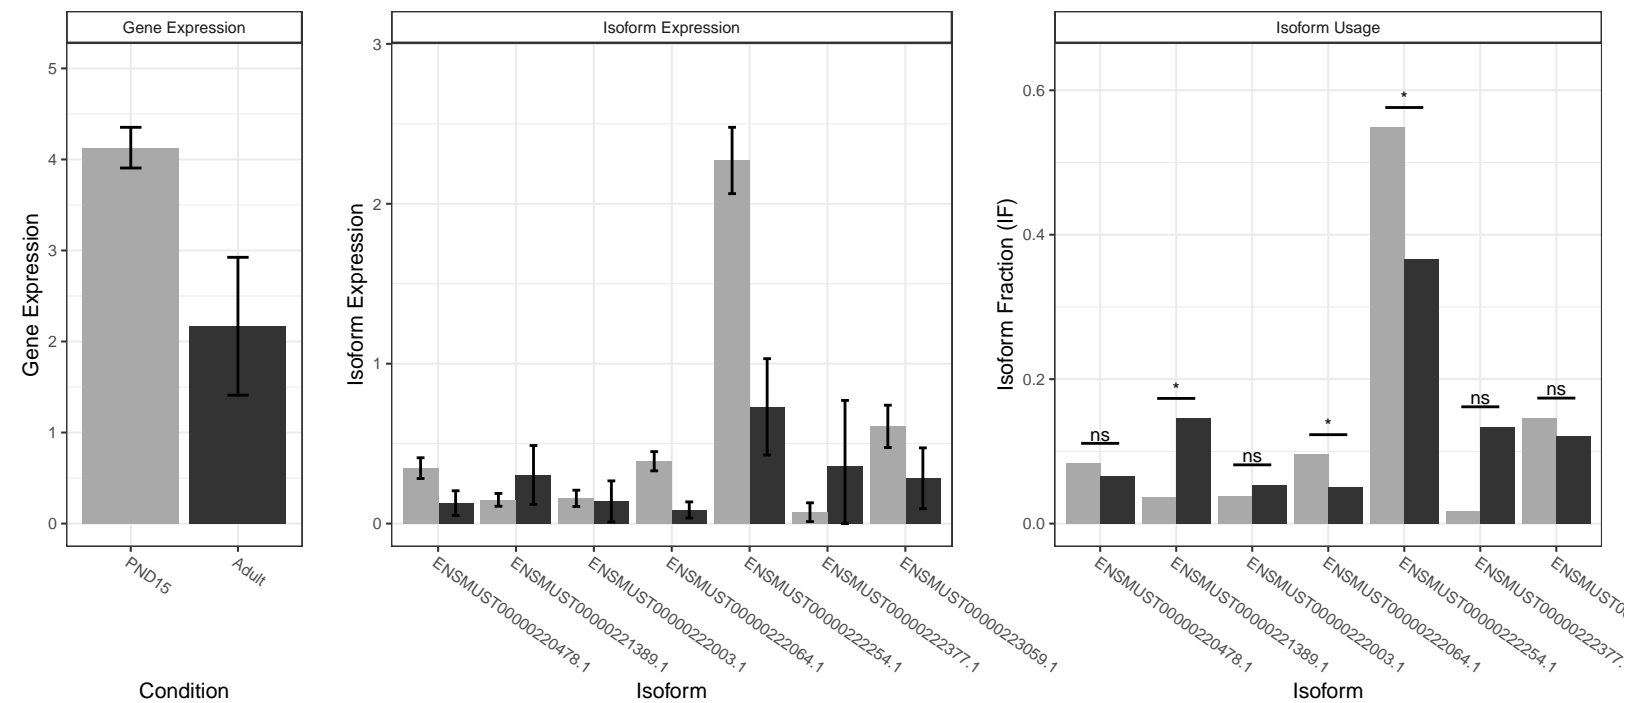 Gene Expression
Gene Expression
5
4
3
2
1
0
PND15
Adult
Condition
Isoform Expression
Isoform Expression
3
2
1
0
ENSMUST00000220478.1
ENSMUST00000221389.1
ENSMUST00000222003.1
ENSMUST00000222064.1
ENSMUST00000222254.1
ENSMUST00000222377.1
ENSMUST00000223059.1
Isoform
Isoform Usage
Isoform Fraction (IF)
0.6
0.4
0.2
0.0
ns
*
ns
*
*
ns
ns
ENSMUST00000220478.1
ENSMUST00000221389.1
ENSMUST00000222003.1
ENSMUST00000222064.1
ENSMUST00000222254.1
ENSMUST00000222377.
ENSMUST0
Isoform